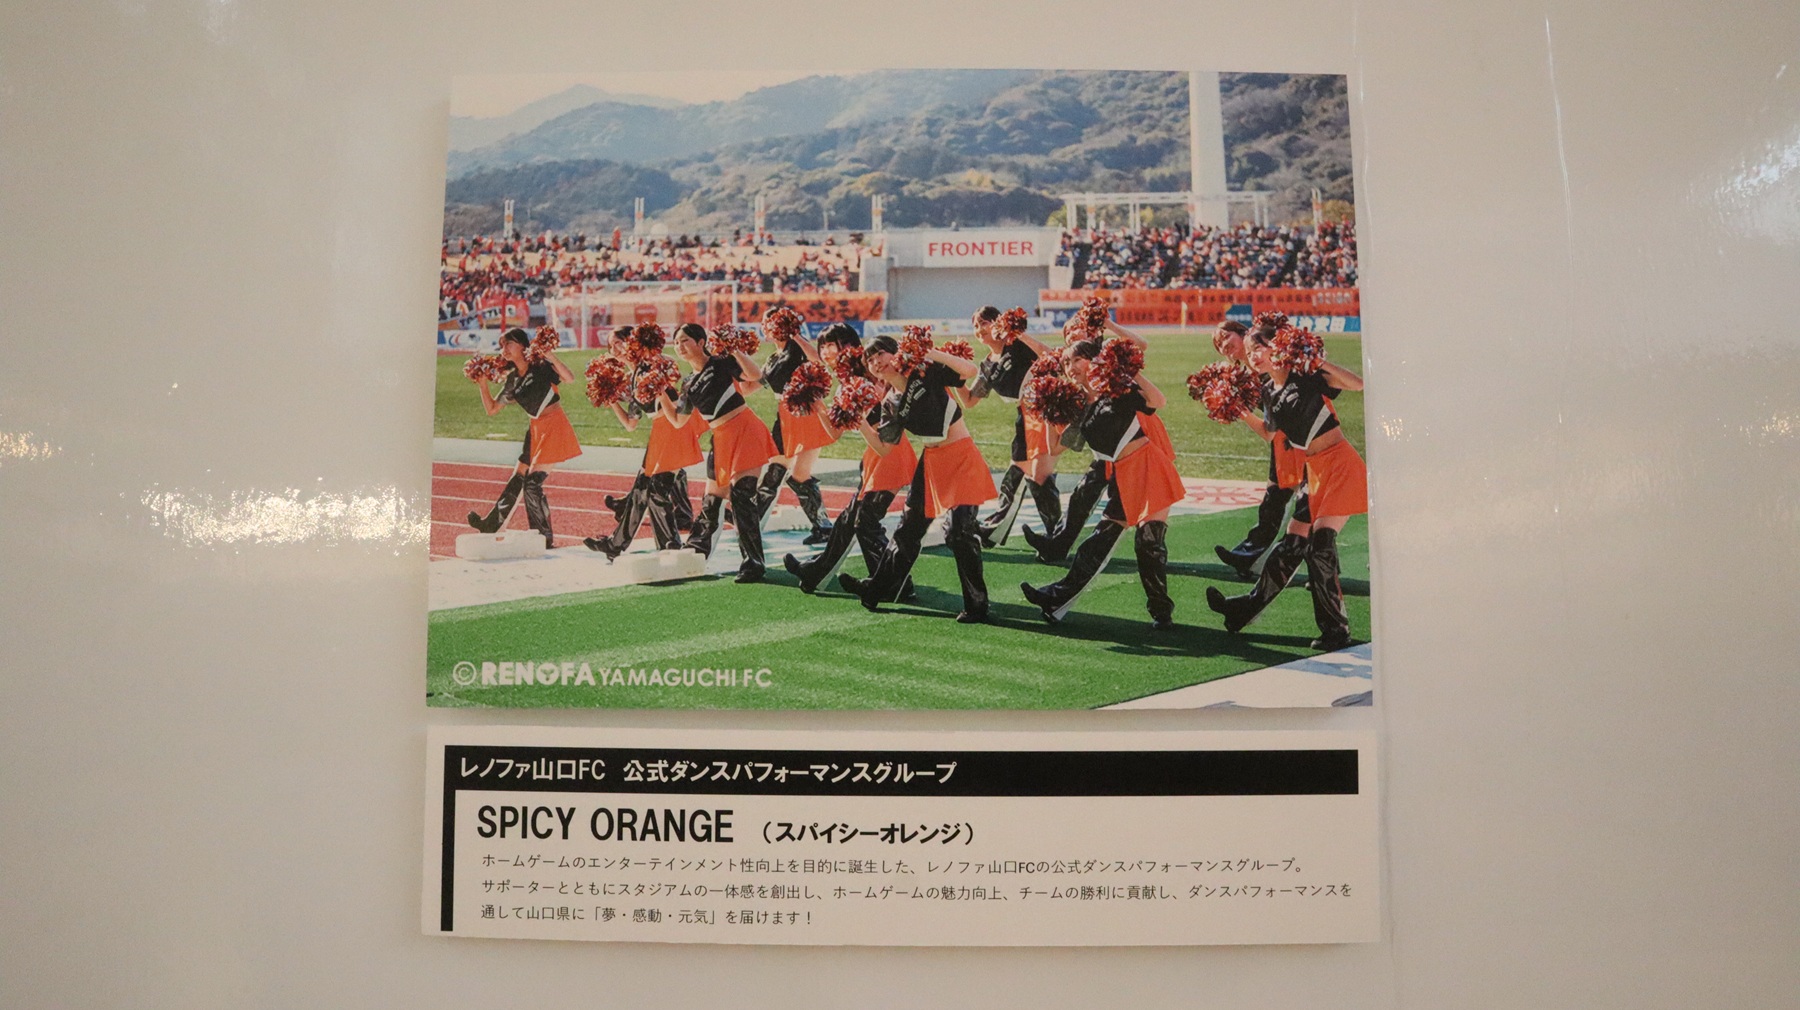 FRONTIER
© RENOFA YAMAGUCHI FC
レノファ山口FC 公式ダンスパフォーマンスグループ
SPICY ORANGE （スパイシーオレンジ）
ホームゲームのエンターテインメント性向上を目的に誕生した、レノファ山口FCの公式ダンスパフォーマンスグループ。
サポーターとともにスタジアムの一体感を創出し、ホームゲームの魅力向上、チームの勝利に貢献し、ダンスパフォーマンスを
通して山口県に「夢・感動・元気」を届けます！